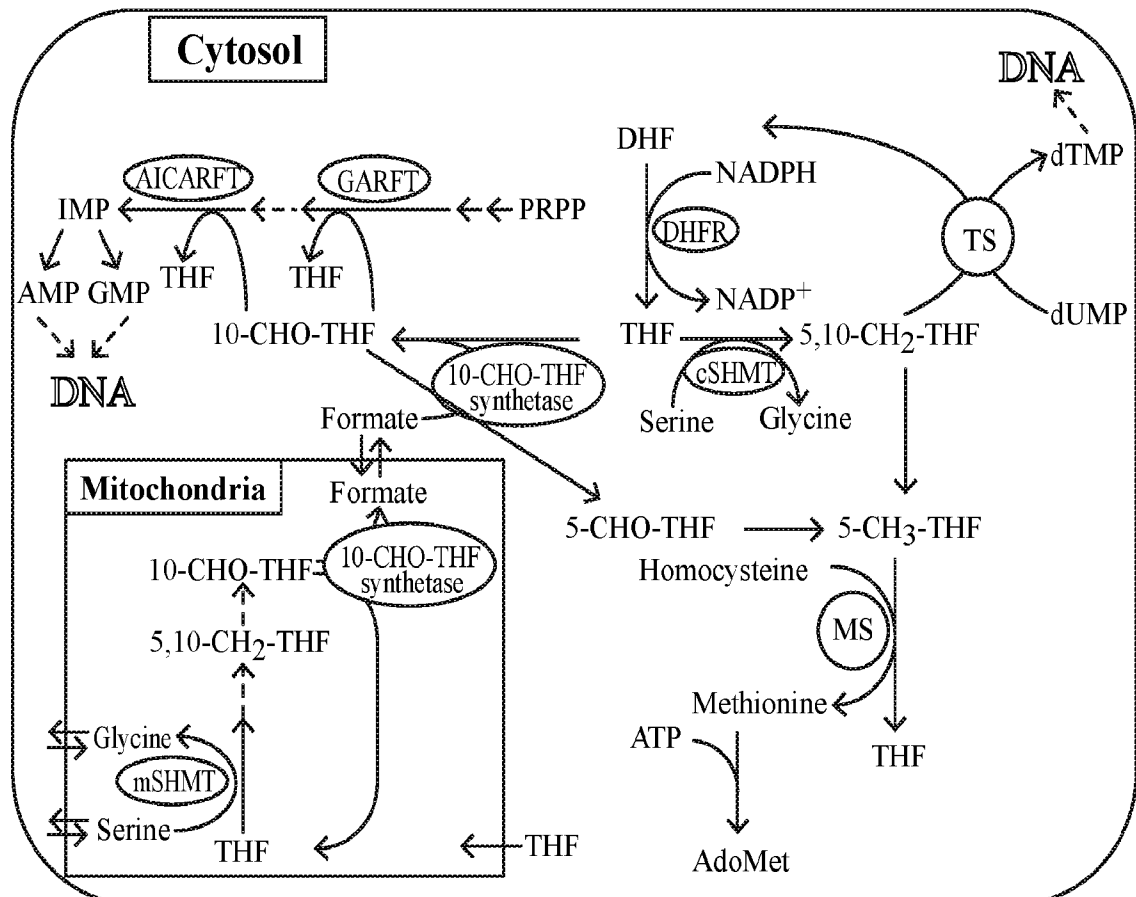 Cytosol
DNA
DHF
dTMP
AICARFT
GARFT
NADPH
IMP
PRPP
DHFR
TS
THF
THF
AMP GMP
NADP+
10-CHO-THF
THF
5,10-CH2-THF
dUMP
DNA
10-CHO-THF
synthetase
cSHMT
Formate
Serine
Glycine
Mitochondria
Formate
5-CHO-THF
5-CH3-THF
10-CHO-THF
10-CHO-THF
synthetase
Homocysteine
MS
5,10-CH2-THF
Methionine
Glycine
ATP
THF
mSHMT
Serine
THF
THF
AdoMet